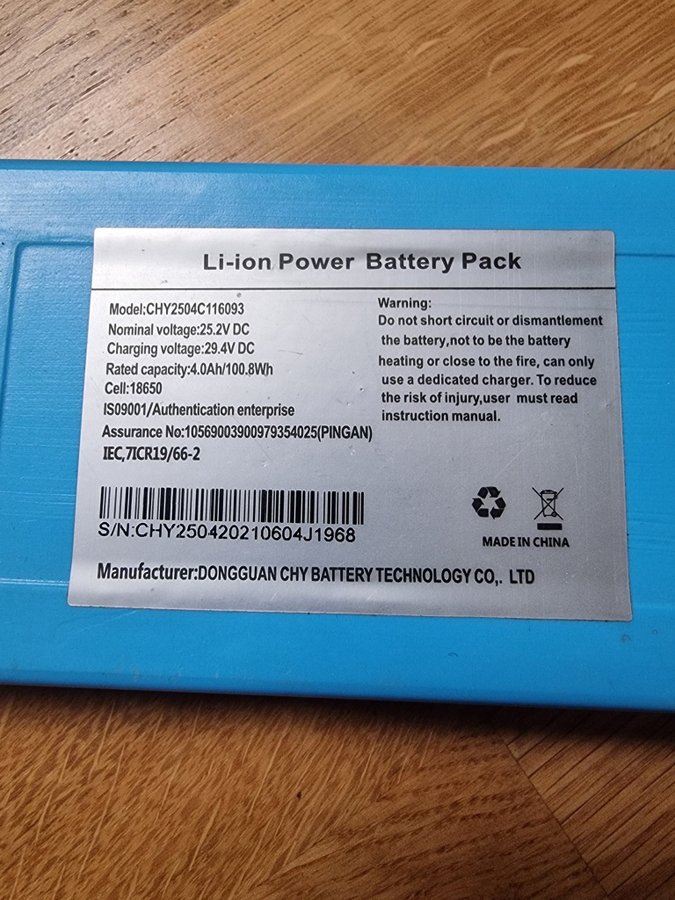 Li-ion Power Battery Pack
Model:CHY2504C116093
Nominal voltage:25.2V DC
Charging voltage:29.4V DC
Rated capacity:4.0Ah/100.8Wh
Cell:18650
ISO9001/Authentication enterprise
Assurance No:10569003900979354025(PINGAN)
IEC,7ICR19/66-2
S/N:CHY250420210604J1968
Warning:
Do not short circuit or dismantlement
the battery,not to be the battery
heating or close to the fire, can only
use a dedicated charger. To reduce
the risk of injury,user must read
instruction manual.
MADE IN CHINA
Manufacturer:DONGGUAN CHY BATTERY TECHNOLOGY CO,. LTD